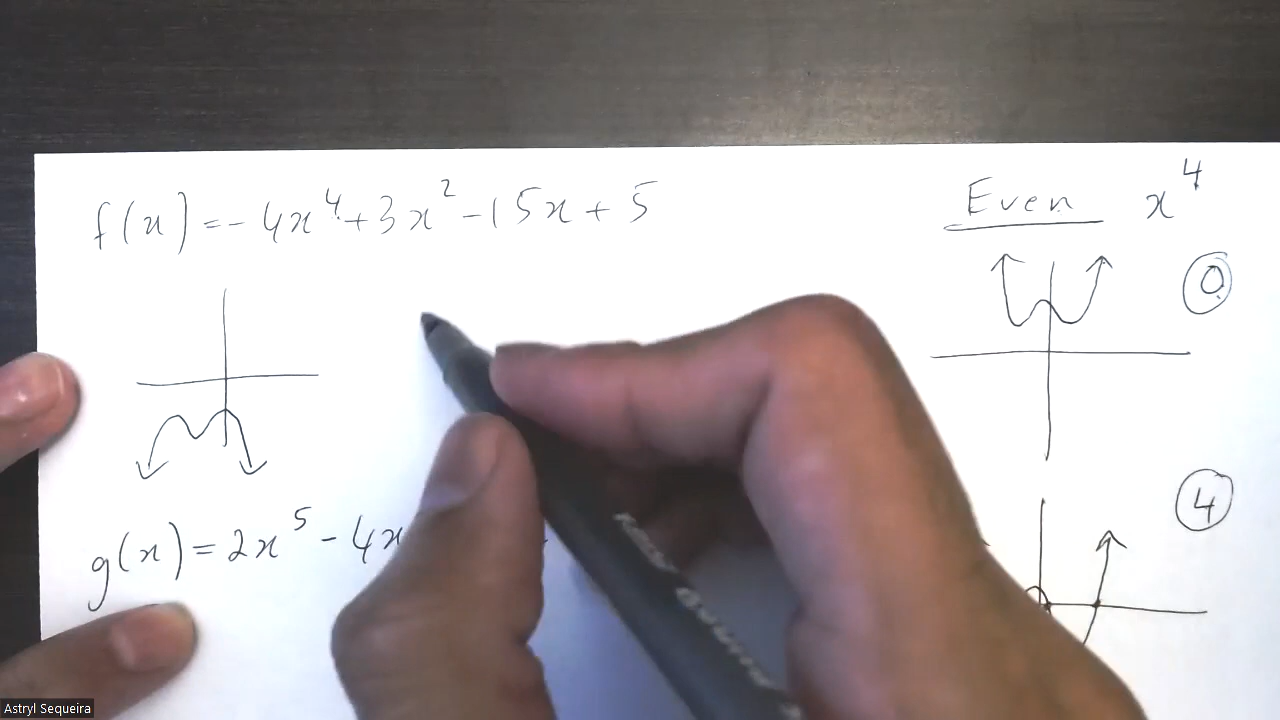 f(x) = - 4x⁴ + 3x² - 15x + 5
Even x⁴
0
4
g(x) = 2x⁵ - 4x
Astryl Sequeira